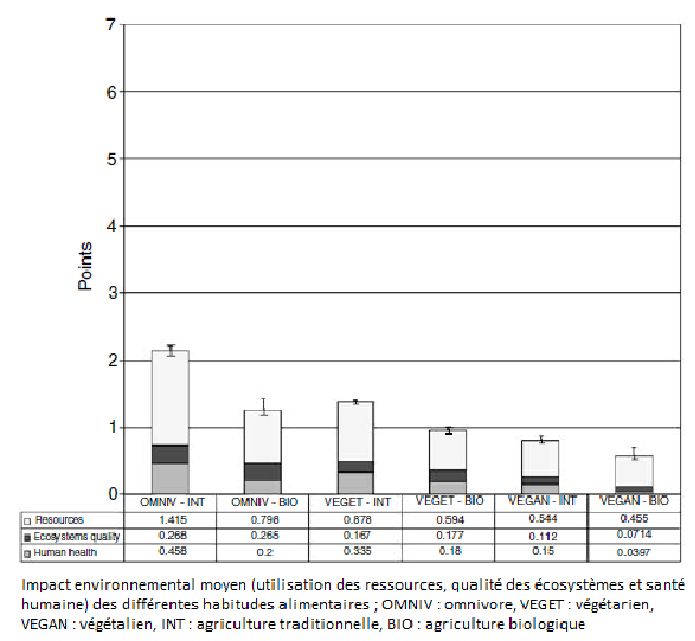 7
6
5
4
3
2
1
0
Points
OMNIV - INT OMNIV - BIO VEGET - INT VEGET - BIO VEGAN - INT VEGAN - BIO
Resources 1.415 0.796 0.878 0.594 0.544 0.455
Ecosystems quality 0.268 0.265 0.167 0.177 0.112 0.0714
Human health 0.458 0.2 0.335 0.18 0.15 0.0397
Impact environnemental moyen (utilisation des ressources, qualité des écosystèmes et santé
humaine) des différentes habitudes alimentaires ; OMNIV : omnivore, VEGET : végétarien,
VEGAN : végétalien, INT : agriculture traditionnelle, BIO : agriculture biologique